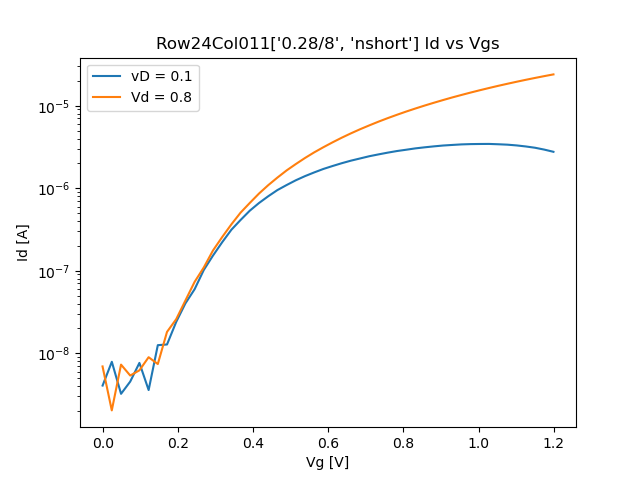 Row24Col011['0.28/8', 'nshort'] Id vs Vgs
vD = 0.1
Vd = 0.8
Id [A]
10⁻⁵
10⁻⁶
10⁻⁷
10⁻⁸
0.0 0.2 0.4 0.6 0.8 1.0 1.2
Vg [V]